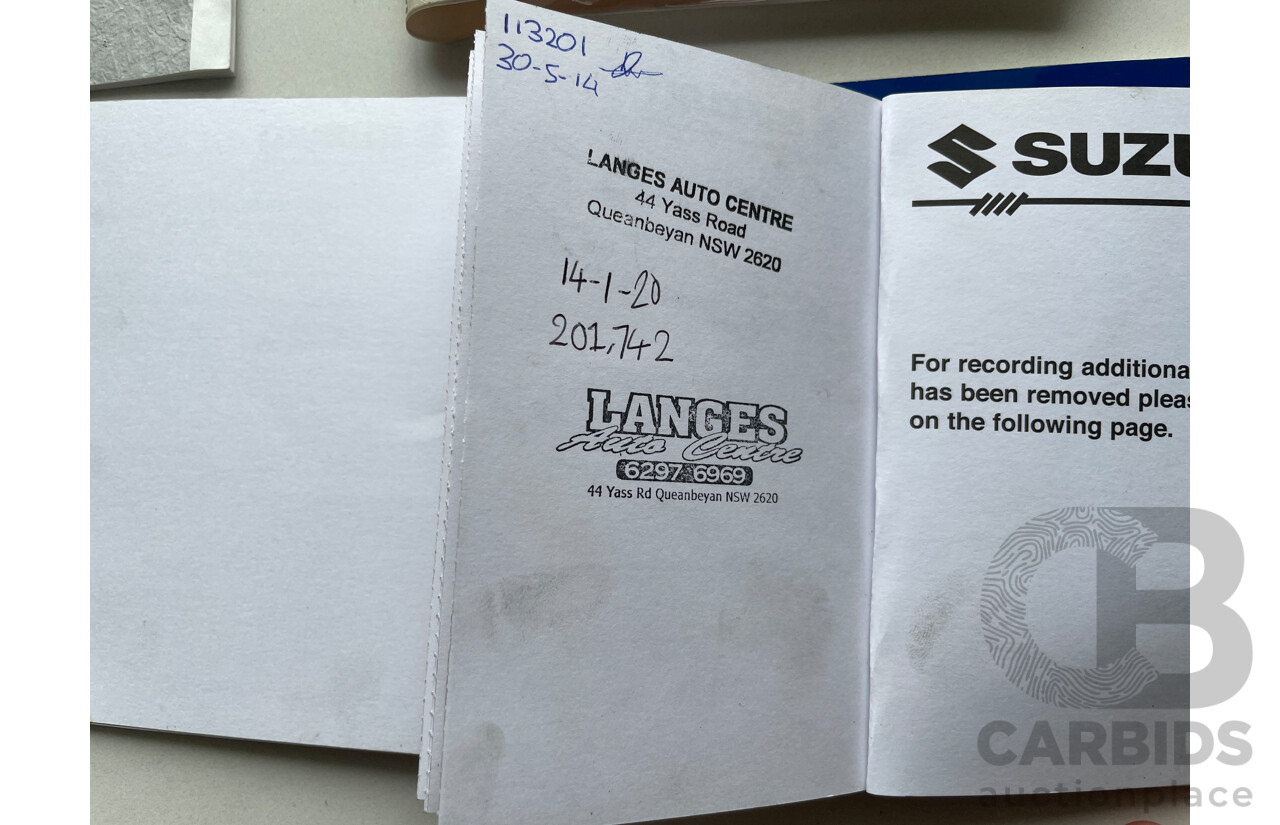 113201
30-5-14
LANGES AUTO CENTRE
44 Yass Road
Queanbeyan NSW 2620
14-1-20
201,742
LANGES
Auto Centre
6297 6969
44 Yass Rd Queanbeyan NSW 2620
SUZU
For recording additiona
has been removed pleas
on the following page.
CB
CARBIDS
auctionplace